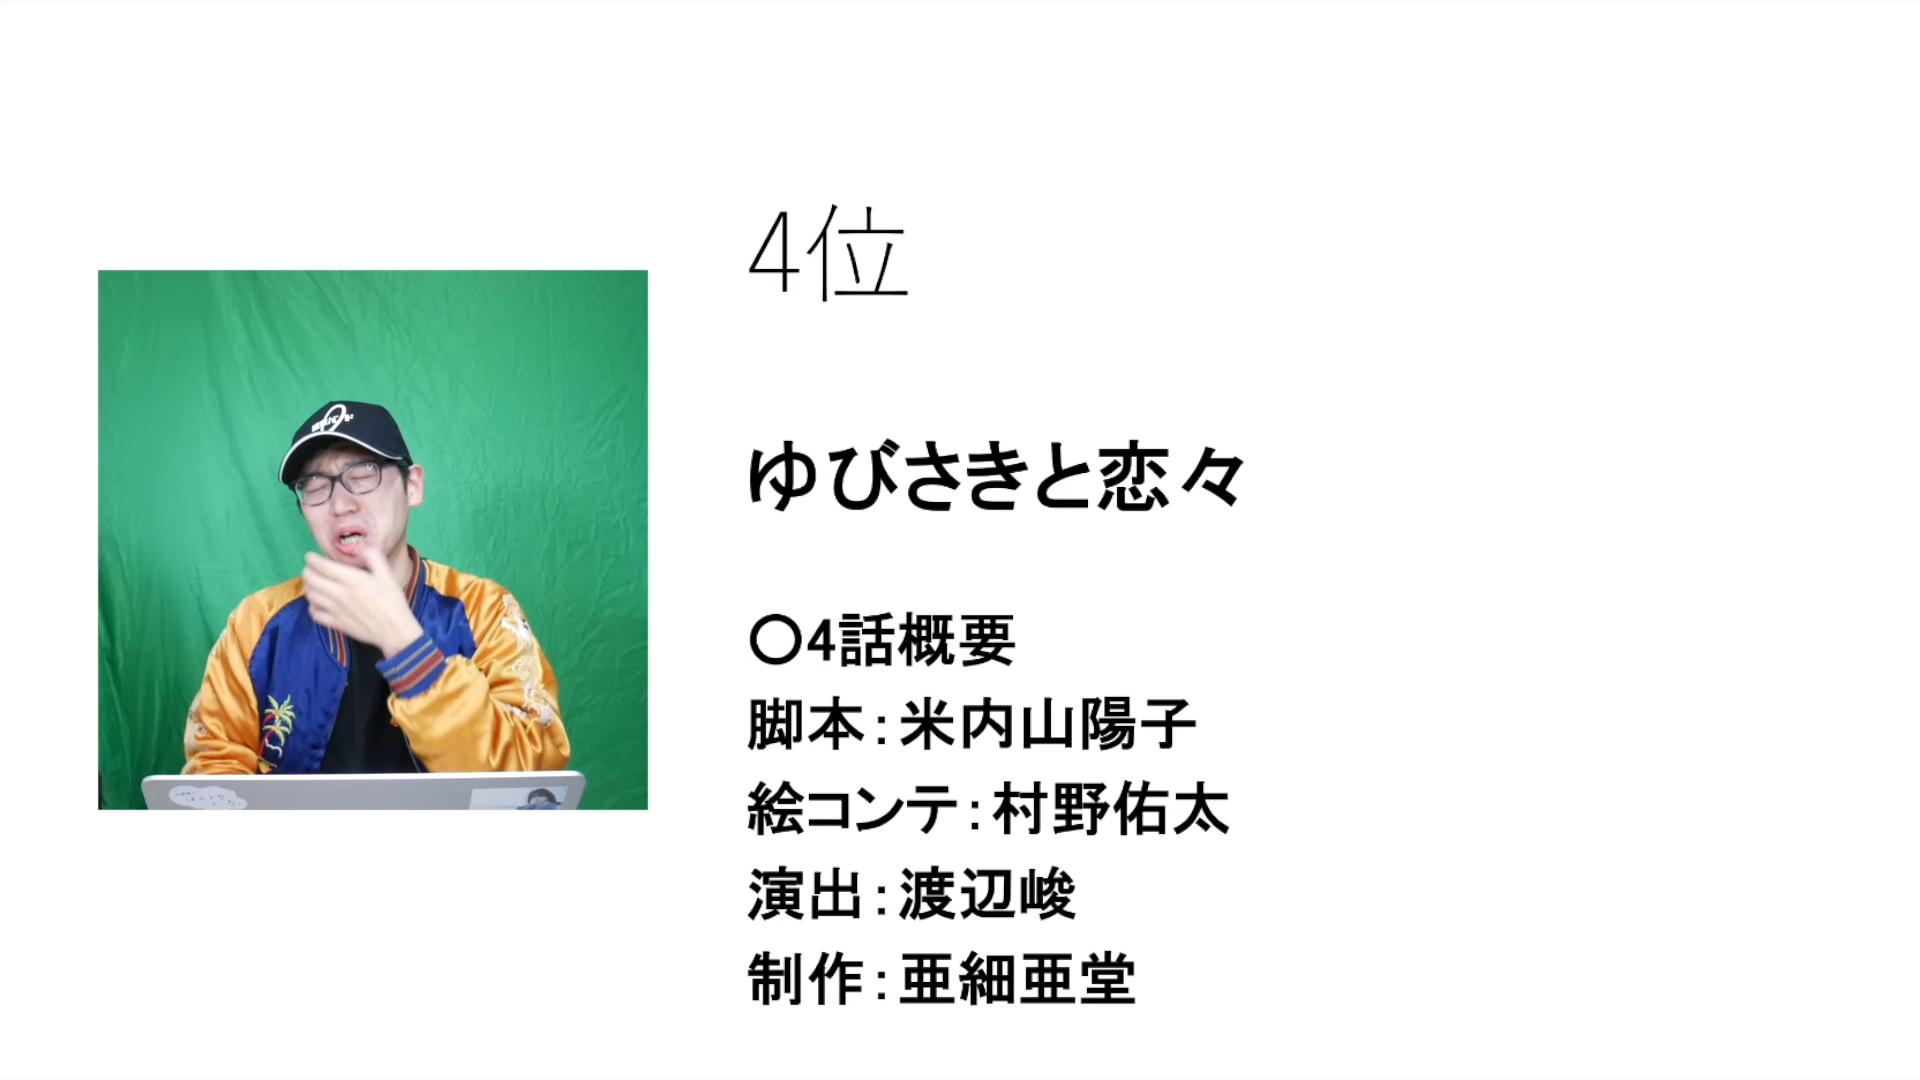 4位
ゆびさきと恋々
〇4話概要
脚本：米内山陽子
絵コンテ：村野佑太
演出：渡辺峻
制作：亜細亜堂